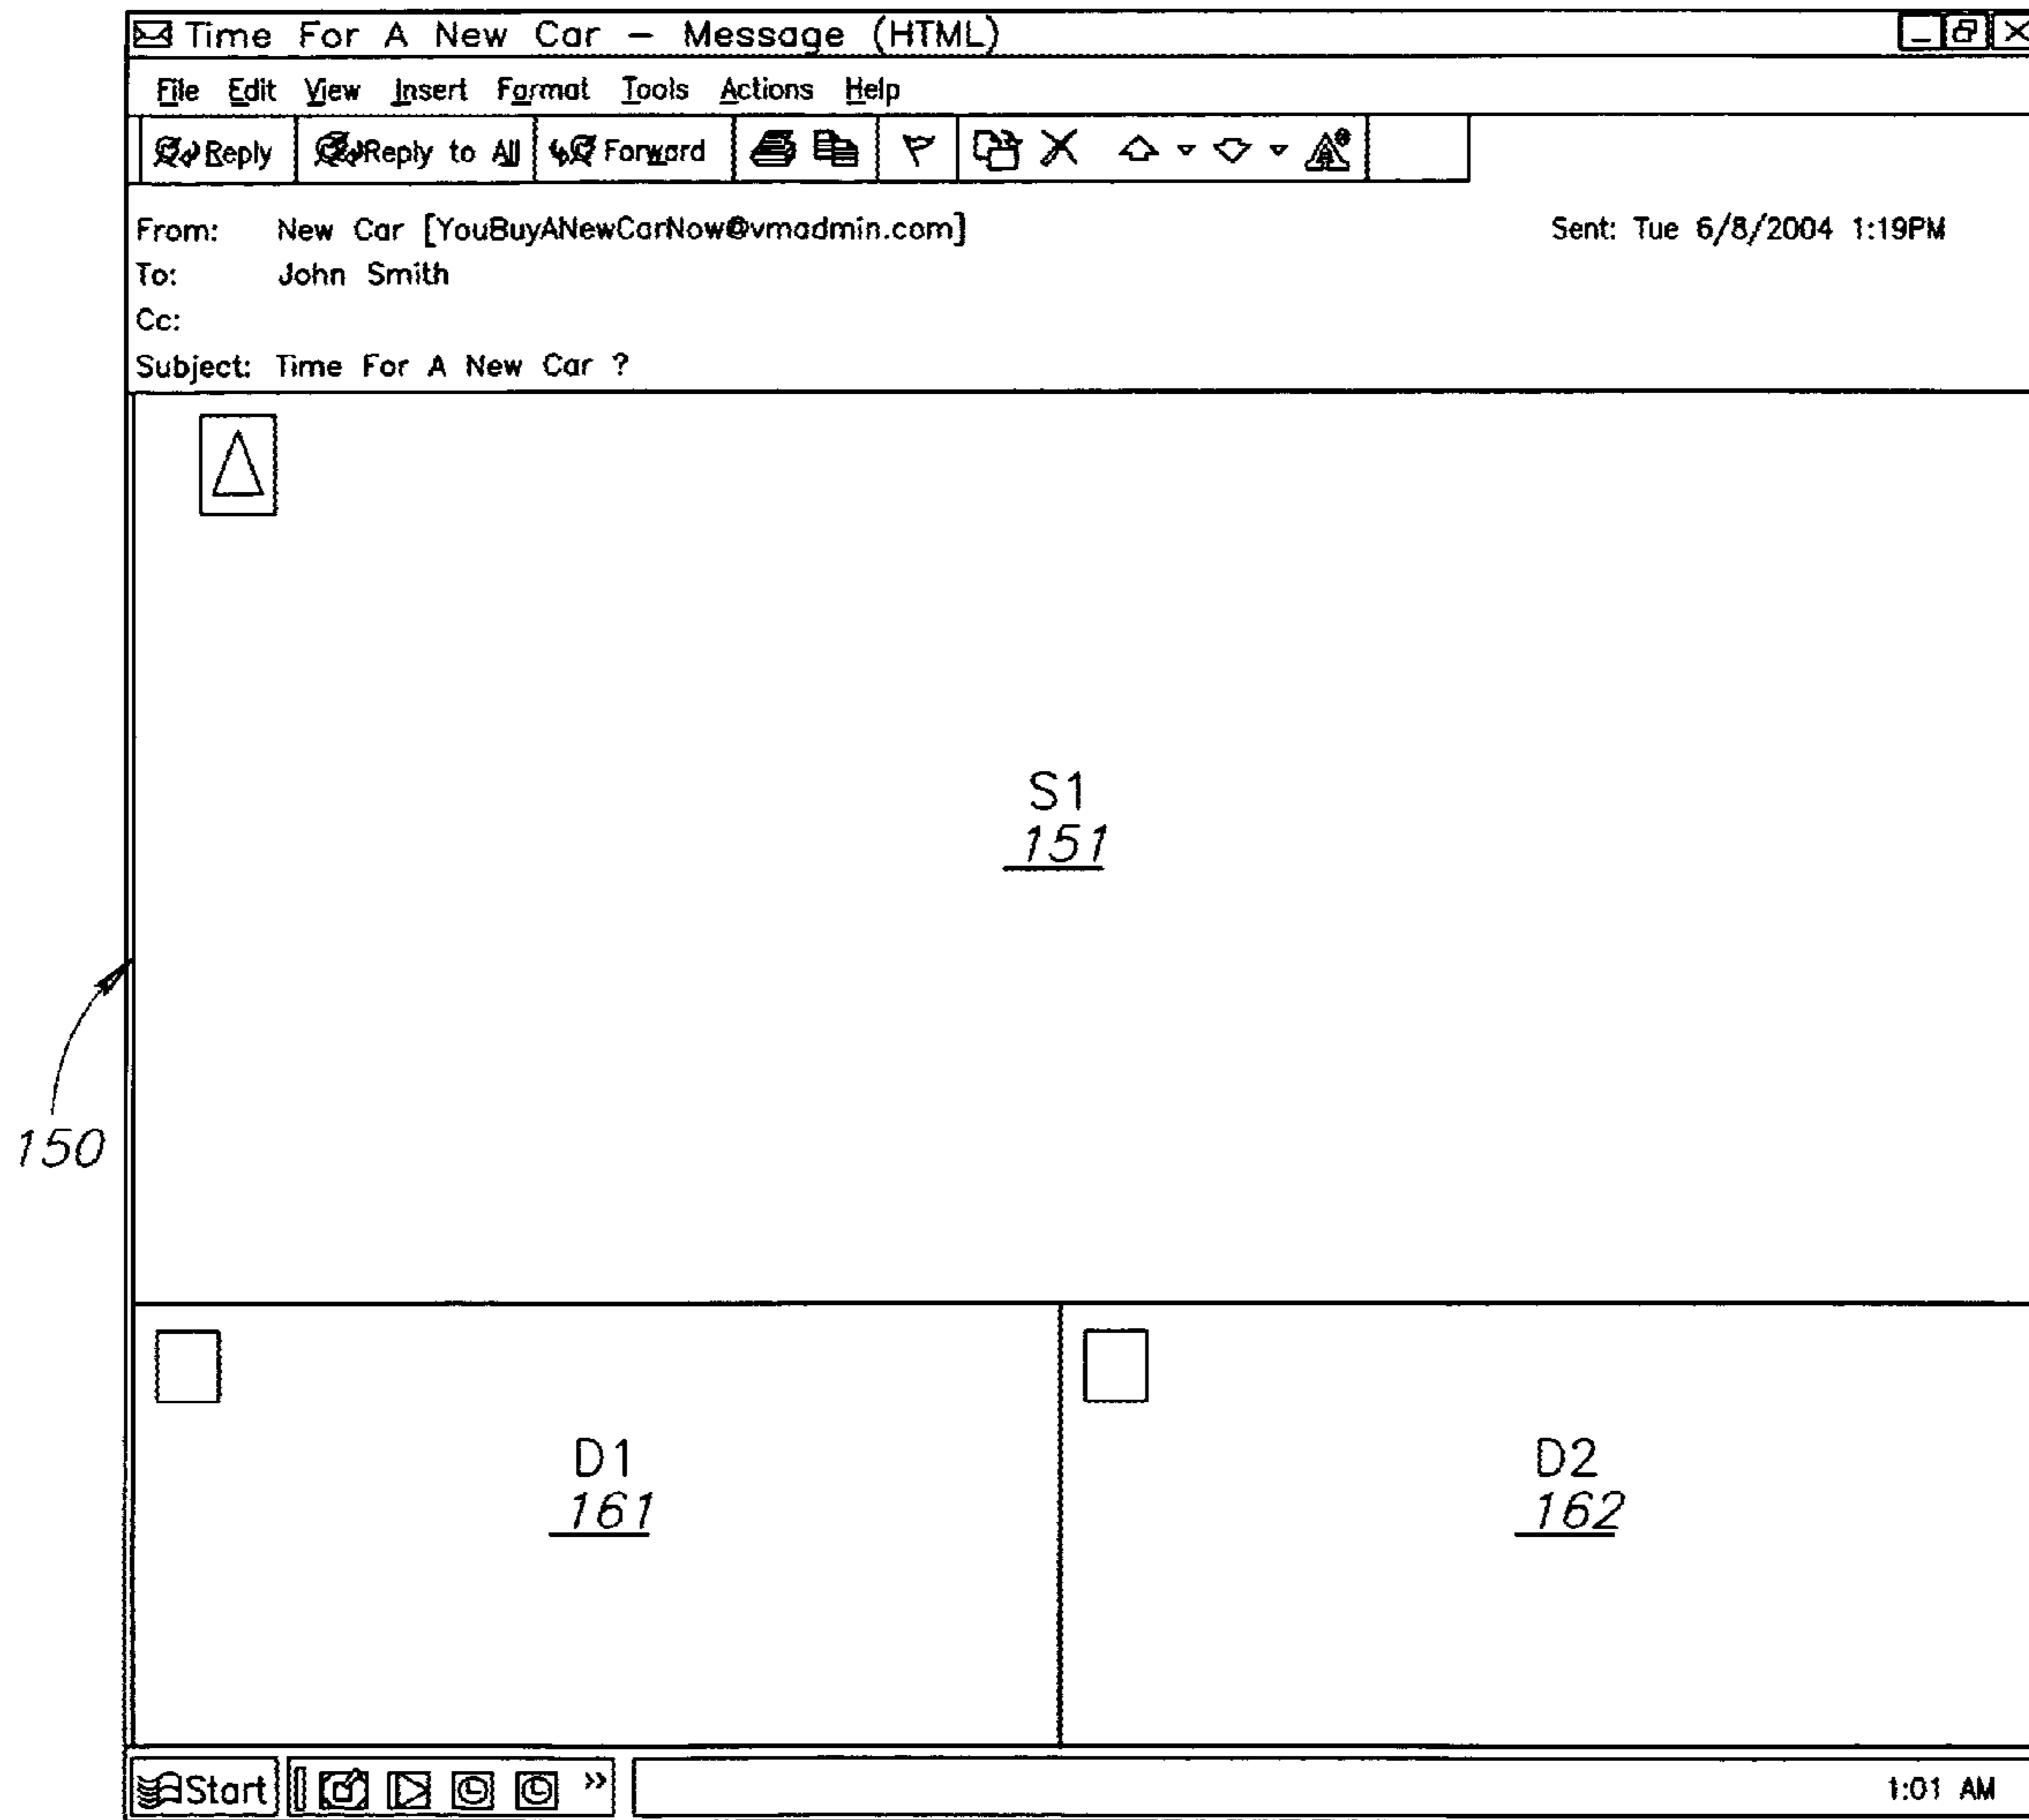 Time For A New Car – Message (HTML)
File Edit View Insert Format Tools Actions Help
Reply Reply to All Forward
From: New Car [YouBuyANewCarNow@vmadmin.com] Sent: Tue 6/8/2004 1:19PM
To: John Smith
Cc:
Subject: Time For A New Car ?
S1
151
150
D1 D2
161 162
Start » 1:01 AM